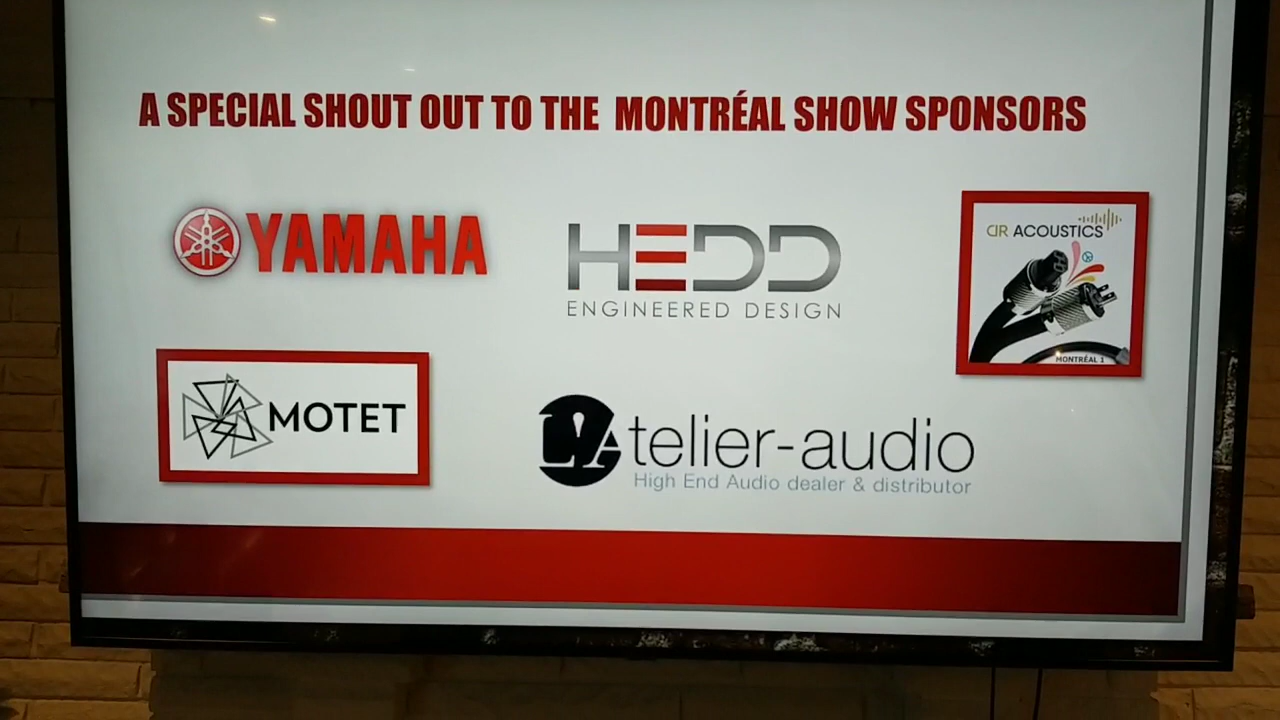 A SPECIAL SHOUT OUT TO THE MONTRÉAL SHOW SPONSORS
YAMAHA
HEDD
ENGINEERED DESIGN
CIR ACOUSTICS
MONTRÉAL 1
MOTET
L'Atelier-audio
High End Audio dealer & distributor